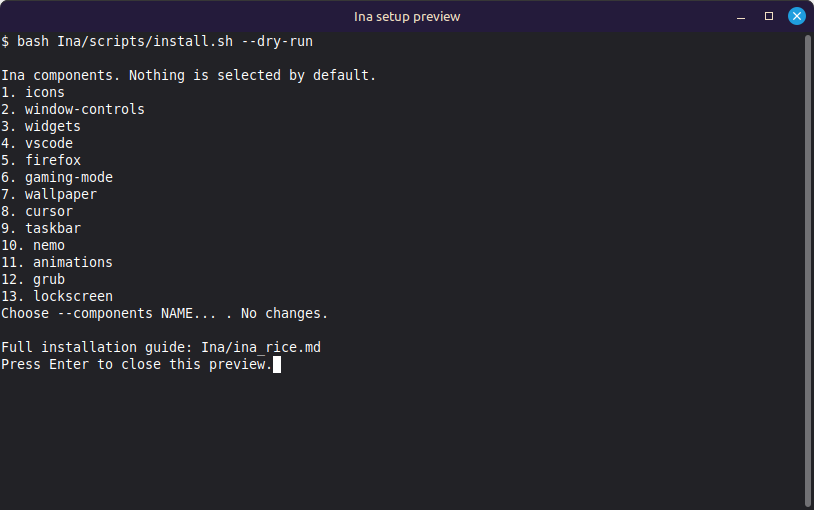 Ina setup preview
$ bash Ina/scripts/install.sh --dry-run
Ina components. Nothing is selected by default.
1. icons
2. window-controls
3. widgets
4. vscode
5. firefox
6. gaming-mode
7. wallpaper
8. cursor
9. taskbar
10. nemo
11. animations
12. grub
13. lockscreen
Choose --components NAME... . No changes.
Full installation guide: Ina/ina_rice.md
Press Enter to close this preview.